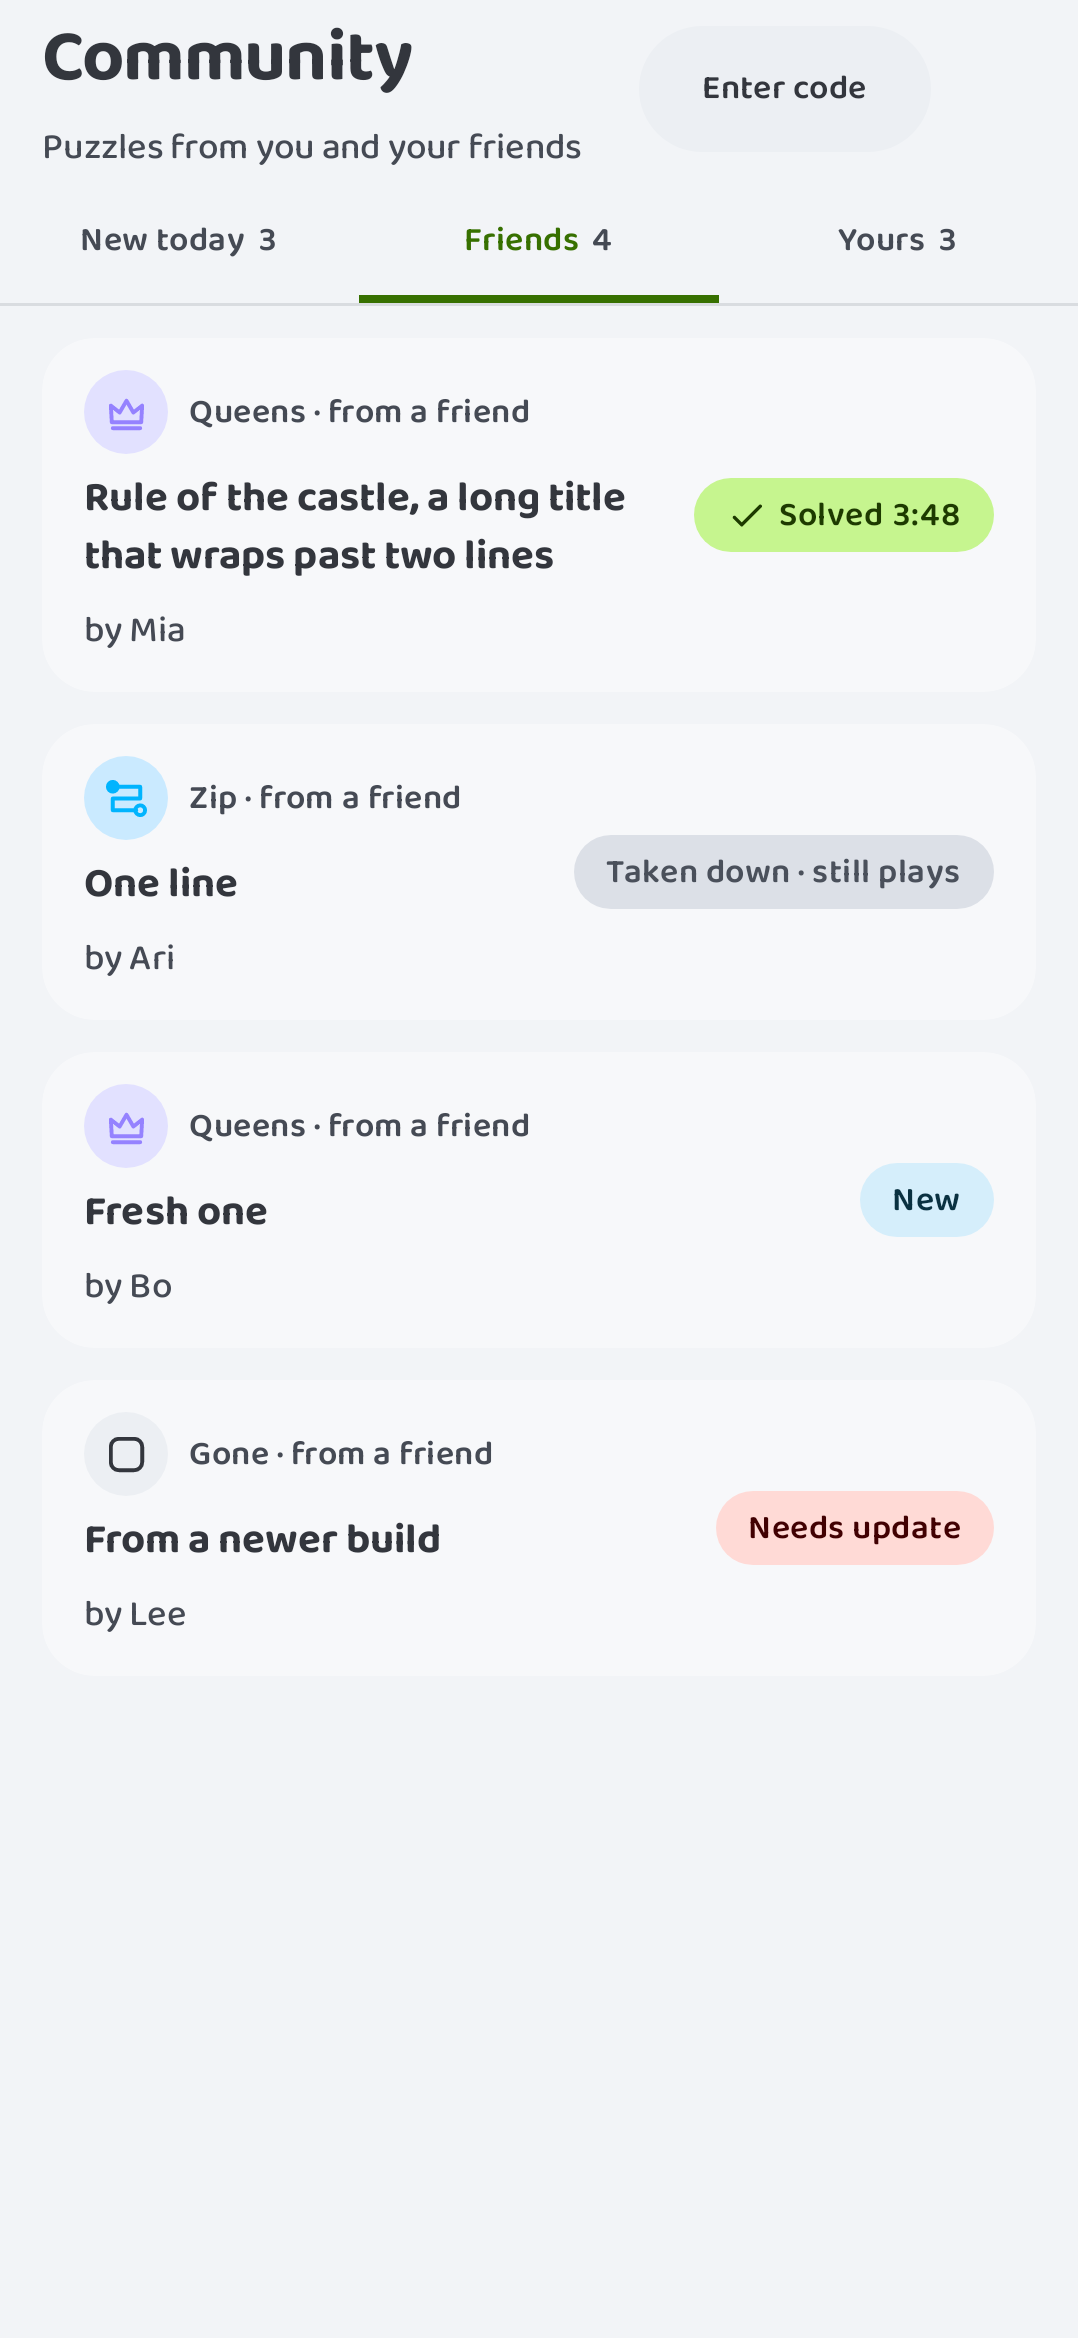 Community
Enter code
Puzzles from you and your friends
New today 3
Friends 4
Yours 3
Queens · from a friend
Rule of the castle, a long title
that wraps past two lines
Solved 3:48
by Mia
Zip · from a friend
One line
Taken down · still plays
by Ari
Queens · from a friend
Fresh one
New
by Bo
Gone · from a friend
From a newer build
Needs update
by Lee